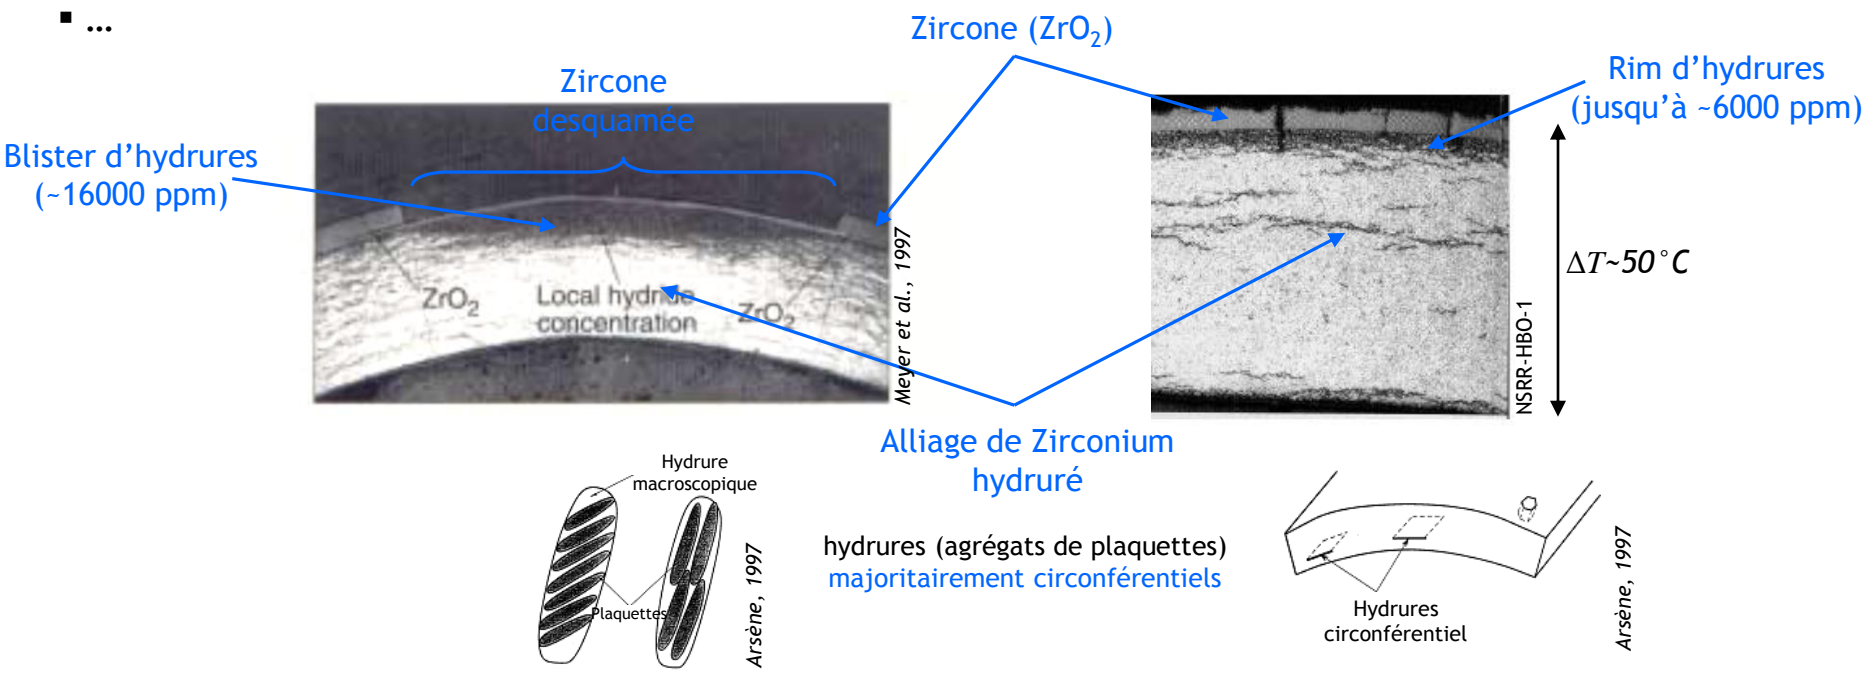 ▪ ...
Zircone (ZrO2)
Zircone
desquamée
Rim d’hydrures
(jusqu’à ~6000 ppm)
Blister d’hydrures
(~16000 ppm)
ZrO2
Local hydride
concentration
ZrO2
Meyer et al., 1997
NSRR-HBO-1
ΔT~50°C
Alliage de Zirconium
hydruré
Hydrure
macroscopique
Plaquettes
Arsène, 1997
hydrures (agrégats de plaquettes)
majoritairement circonférentiels
Hydrures
circonférentiel
Arsène, 1997